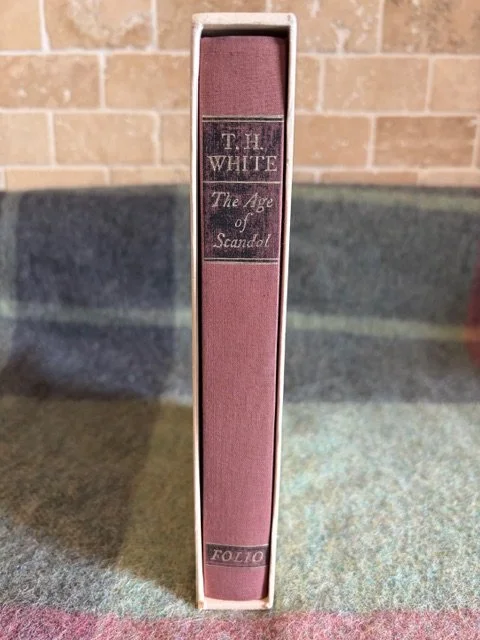 T. H.
WHITE
The Age
of
Scandal
FOLIO